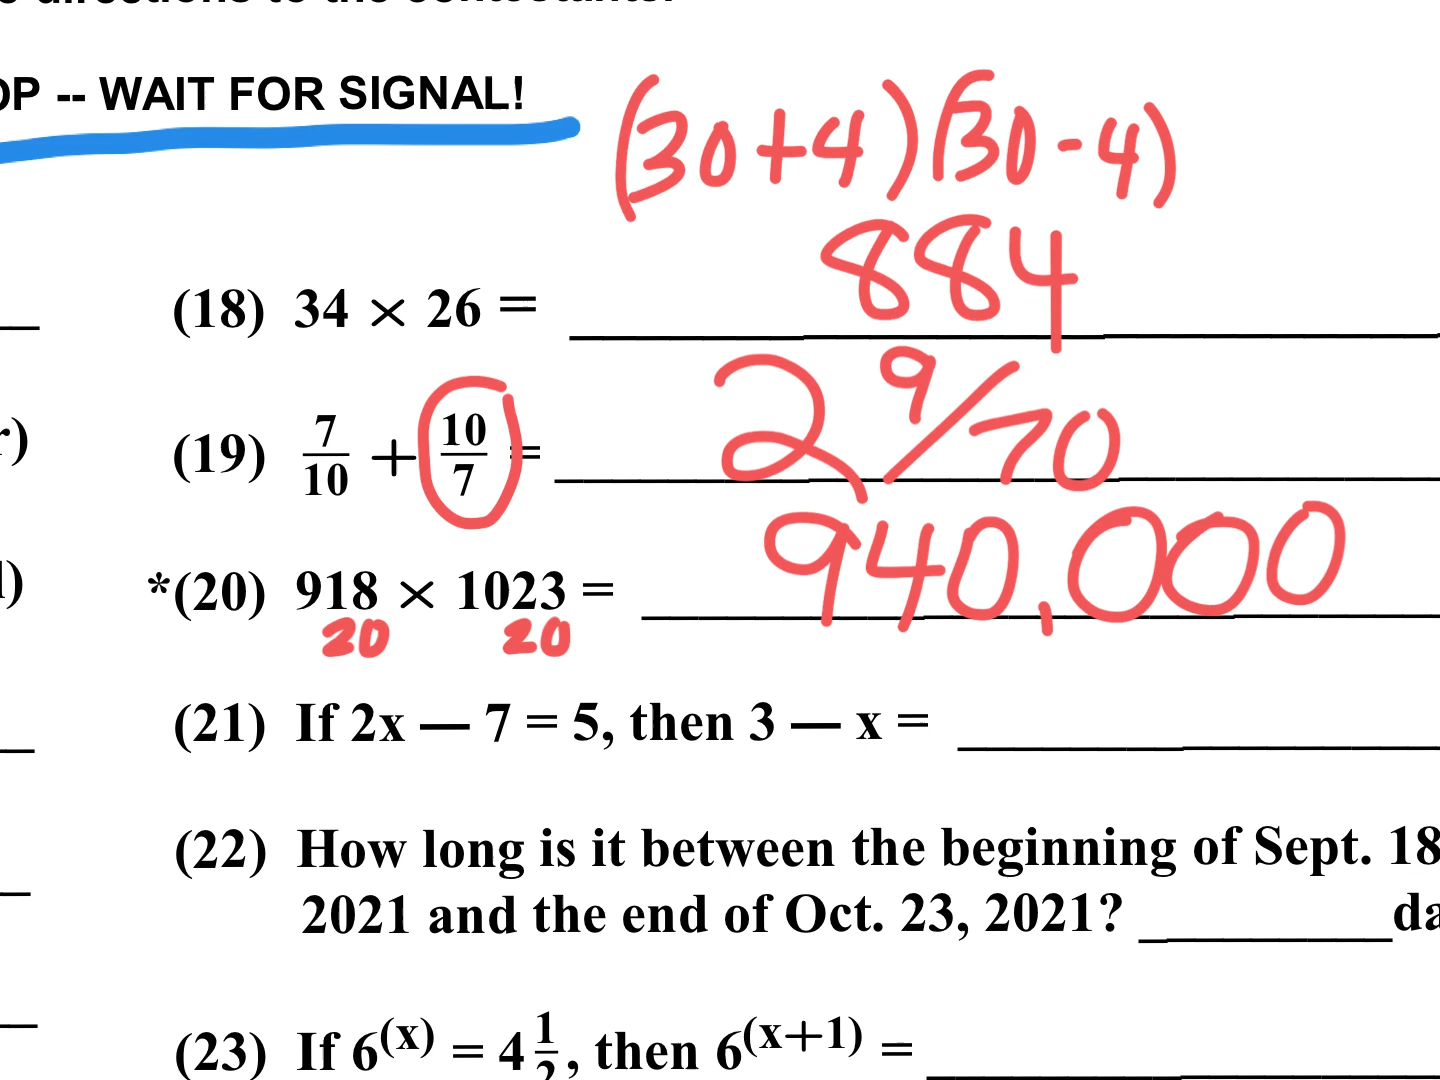 OP -- WAIT FOR SIGNAL!
(30+4)(30-4)
884
(18) 34 × 26 =
2 9/70
(19) 7/10 + 10/7 =
940,000
*(20) 918 × 1023 =
20 20
(21) If 2x — 7 = 5, then 3 — x =
(22) How long is it between the beginning of Sept. 18
2021 and the end of Oct. 23, 2021? da
(23) If 6^(x) = 4 1/2, then 6^(x+1) =